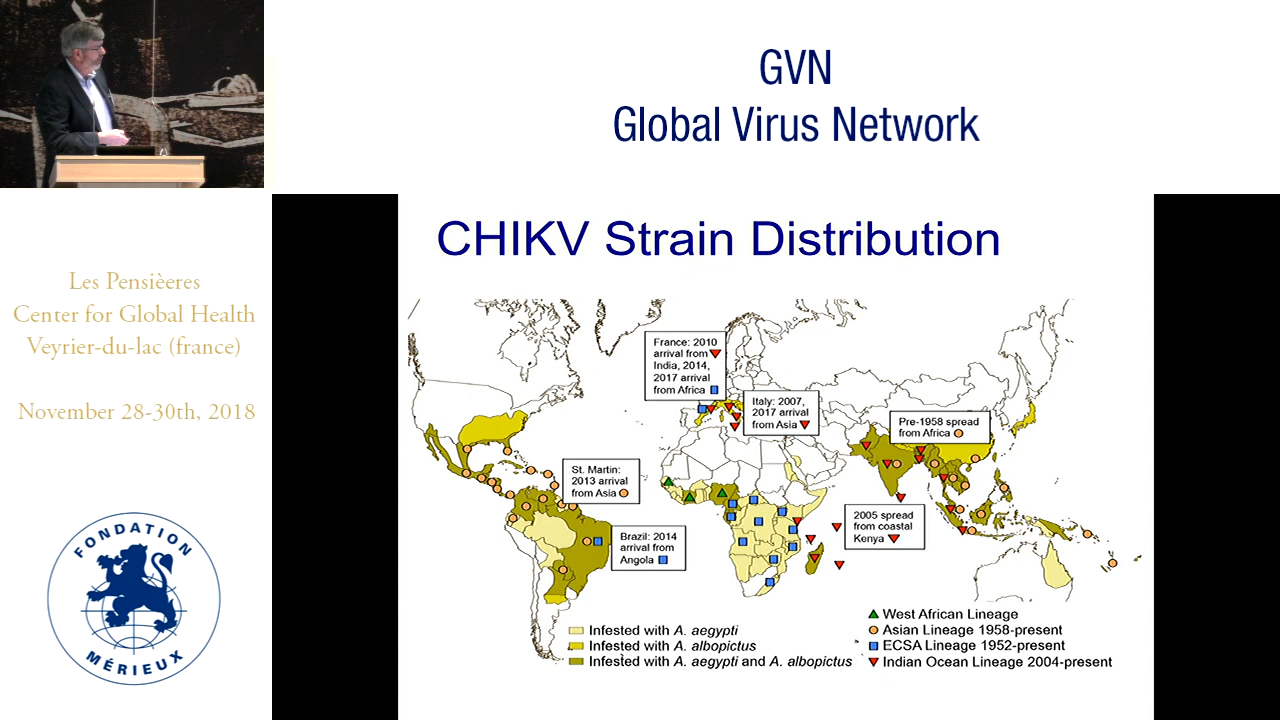 GVN
Global Virus Network
Les Pensièeres
Center for Global Health
Veyrier-du-lac (france)
November 28-30th, 2018
FONDATION
MÉRIEUX
CHIKV Strain Distribution
France: 2010
arrival from
India, 2014,
2017 arrival
from Africa
Italy: 2007,
2017 arrival
from Asia
Pre-1958 spread
from Africa
St. Martin:
2013 arrival
from Asia
2005 spread
from coastal
Kenya
Brazil: 2014
arrival from
Angola
Infested with A. aegypti
Infested with A. albopictus
Infested with A. aegypti and A. albopictus
West African Lineage
Asian Lineage 1958-present
ECSA Lineage 1952-present
Indian Ocean Lineage 2004-present